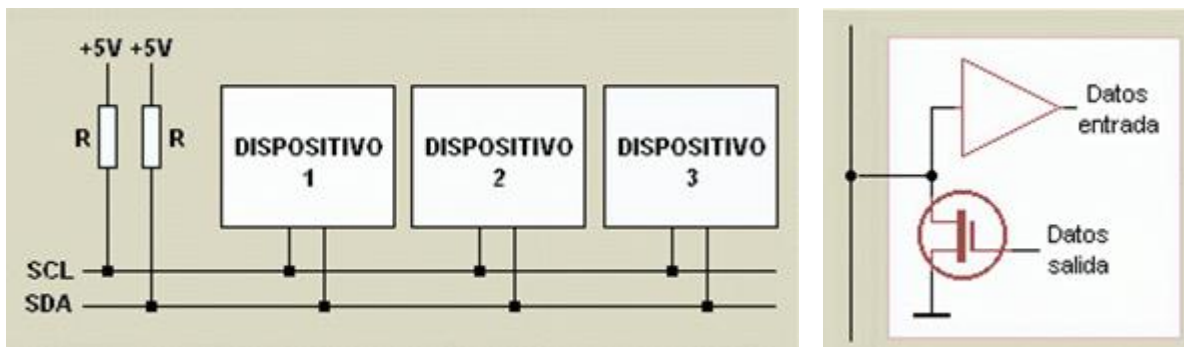 +5V +5V
R R
DISPOSITIVO
1
DISPOSITIVO
2
DISPOSITIVO
3
SCL
SDA
Datos
entrada
Datos
salida